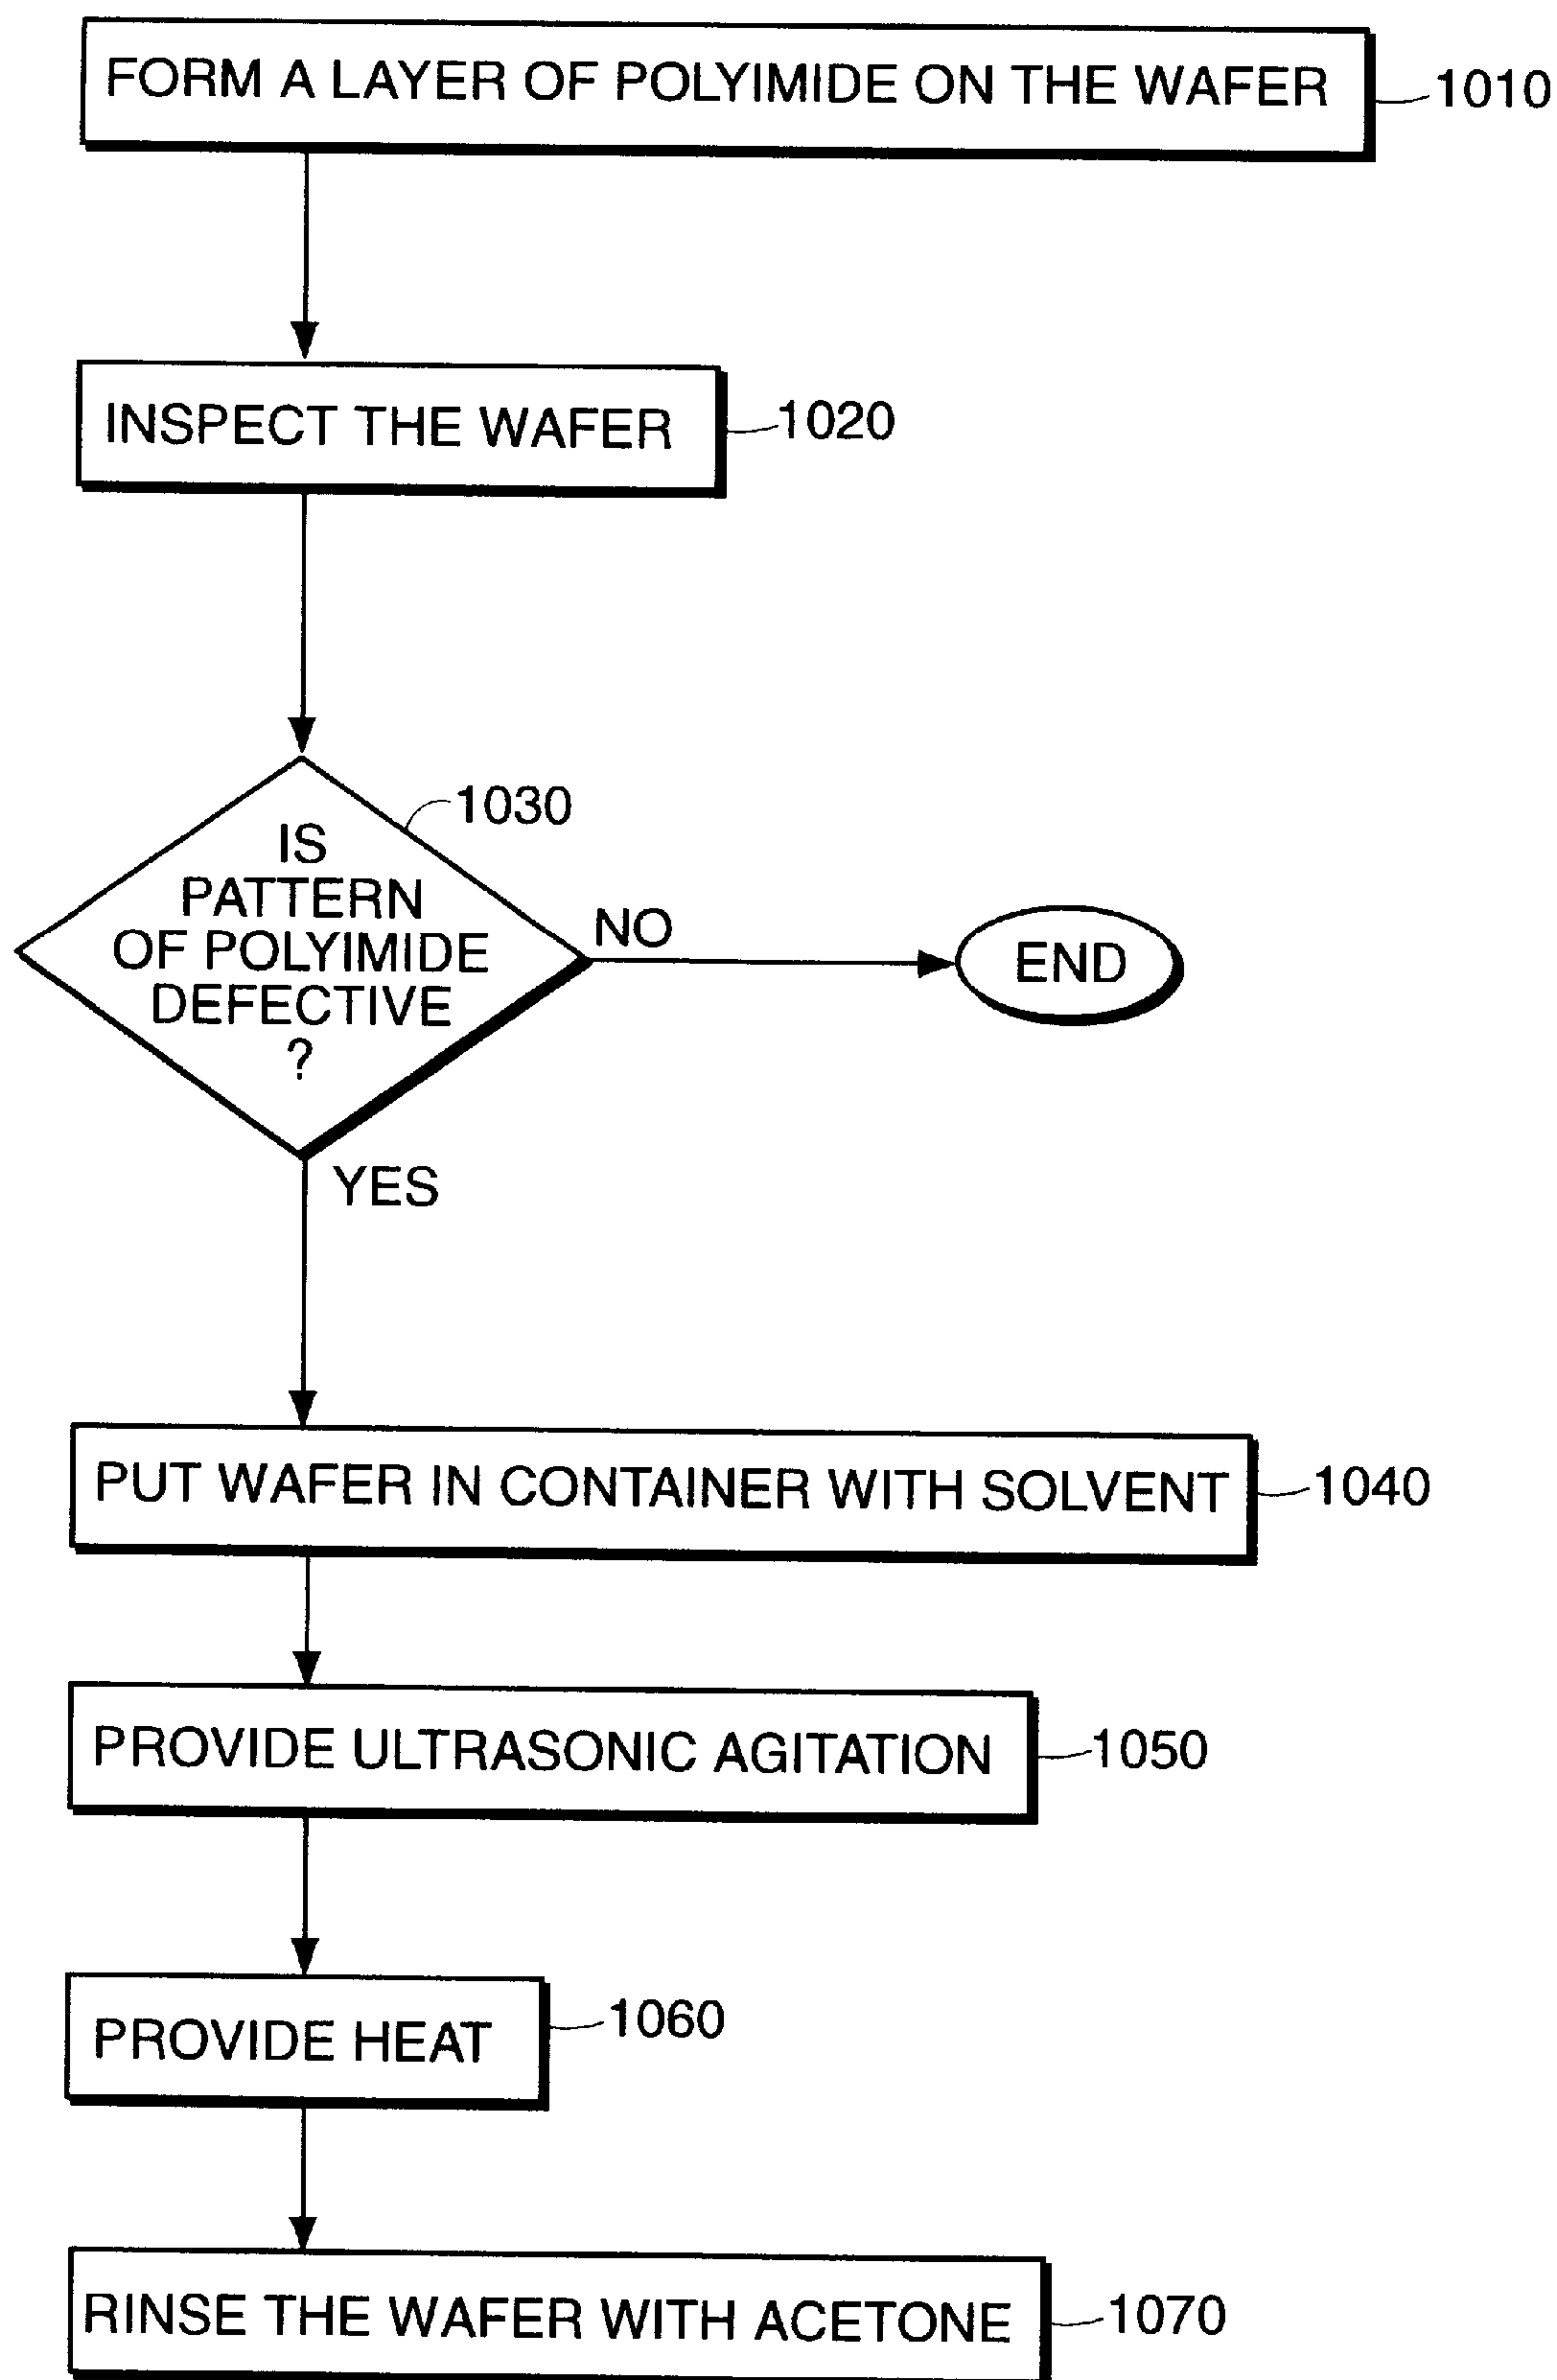 FORM A LAYER OF POLYIMIDE ON THE WAFER
1010
INSPECT THE WAFER
1020
1030
IS
PATTERN
OF POLYIMIDE
DEFECTIVE
?
NO
END
YES
PUT WAFER IN CONTAINER WITH SOLVENT
1040
PROVIDE ULTRASONIC AGITATION
1050
PROVIDE HEAT
1060
RINSE THE WAFER WITH ACETONE
1070